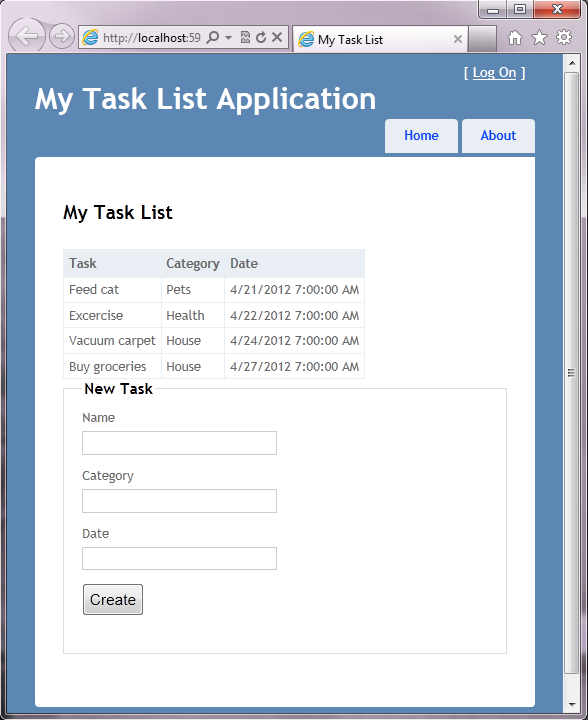 http://localhost:59
My Task List
[ Log On ]
My Task List Application
Home About
My Task List
Task Category Date
Feed cat Pets 4/21/2012 7:00:00 AM
Excercise Health 4/22/2012 7:00:00 AM
Vacuum carpet House 4/24/2012 7:00:00 AM
Buy groceries House 4/27/2012 7:00:00 AM
New Task
Name
Category
Date
Create